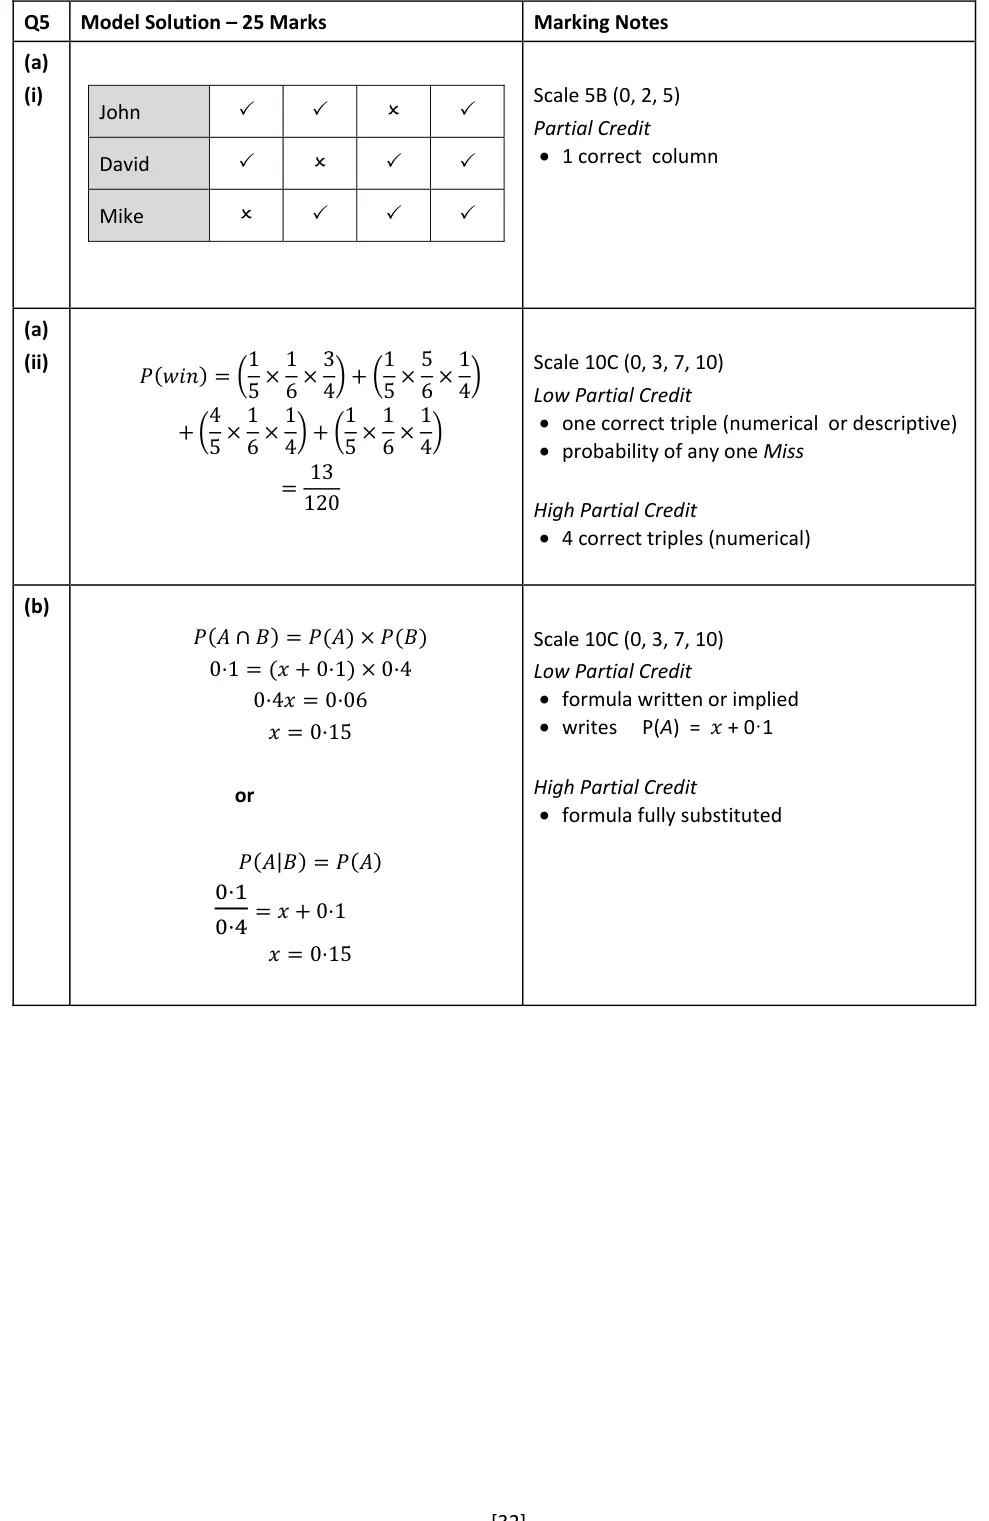 Q5 Model Solution – 25 Marks Marking Notes
(a)
(i)
John ✓ ✓ × ✓
David ✓ × ✓ ✓
Mike × ✓ ✓ ✓
Scale 5B (0, 2, 5)
Partial Credit
• 1 correct column
(a)
(ii)
P(win) = (1/5 × 1/6 × 3/4) + (1/5 × 5/6 × 1/4)
+ (4/5 × 1/6 × 1/4) + (1/5 × 1/6 × 1/4)
= 13/120
Scale 10C (0, 3, 7, 10)
Low Partial Credit
• one correct triple (numerical or descriptive)
• probability of any one Miss
High Partial Credit
• 4 correct triples (numerical)
(b)
P(A ∩ B) = P(A) × P(B)
0·1 = (x + 0·1) × 0·4
0·4x = 0·06
x = 0·15
or
P(A|B) = P(A)
0·1/0·4 = x + 0·1
x = 0·15
Scale 10C (0, 3, 7, 10)
Low Partial Credit
• formula written or implied
• writes P(A) = x + 0·1
High Partial Credit
• formula fully substituted
[32]